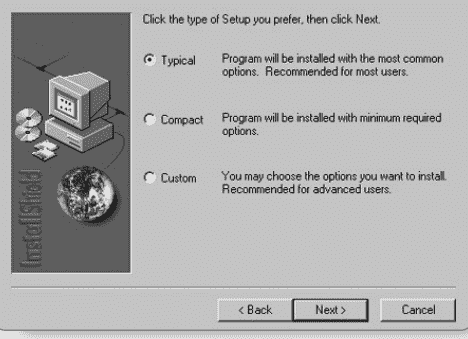 Click the type of Setup you prefer, then click Next.
Typical
Program will be installed with the most common
options. Recommended for most users.
Compact
Program will be installed with minimum required
options.
Custom
You may choose the options you want to install.
Recommended for advanced users.
InstallShield
< Back
Next >
Cancel